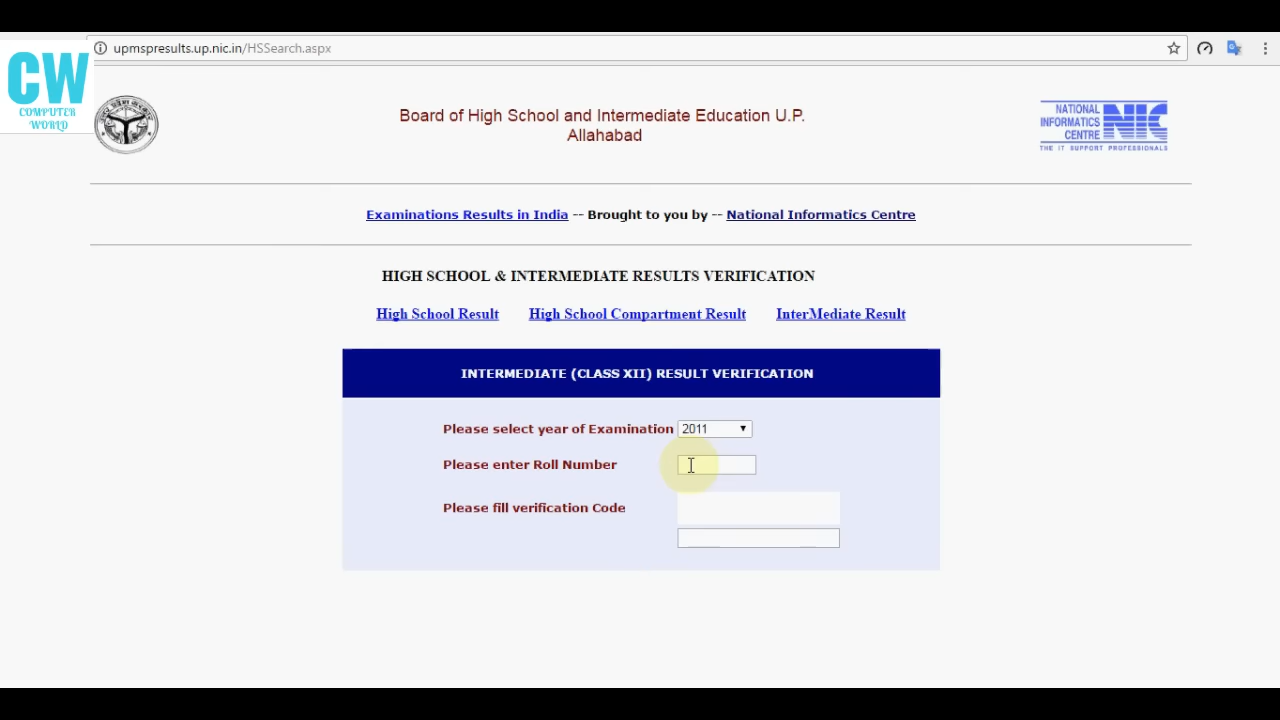 upmspresults.up.nic.in/HSSearch.aspx
CW
COMPUTER
WORLD
Board of High School and Intermediate Education U.P.
Allahabad
NATIONAL
INFORMATICS
CENTRE
NIC
THE IT SUPPORT PROFESSIONALS
Examinations Results in India -- Brought to you by -- National Informatics Centre
HIGH SCHOOL & INTERMEDIATE RESULTS VERIFICATION
High School Result High School Compartment Result InterMediate Result
INTERMEDIATE (CLASS XII) RESULT VERIFICATION
Please select year of Examination 2011
Please enter Roll Number
Please fill verification Code